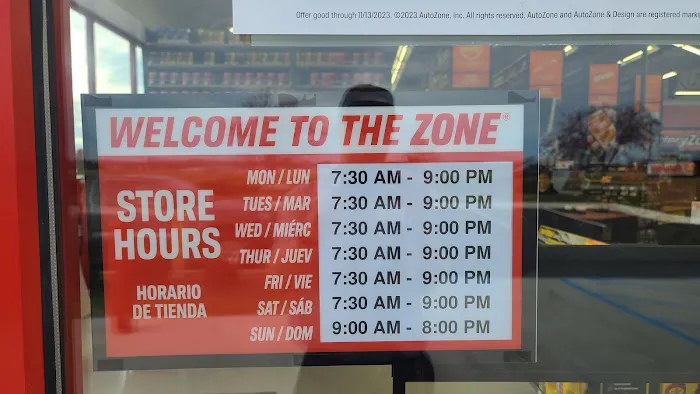 Offer good through 11/13/2023. ©2023 AutoZone, Inc. All rights reserved. AutoZone and AutoZone & Design are registered mark
WELCOME TO THE ZONE®
STORE HOURS
HORARIO DE TIENDA
MON / LUN 7:30 AM - 9:00 PM
TUES / MAR 7:30 AM - 9:00 PM
WED / MIÉRC 7:30 AM - 9:00 PM
THUR / JUEV 7:30 AM - 9:00 PM
FRI / VIE 7:30 AM - 9:00 PM
SAT / SÁB 7:30 AM - 9:00 PM
SUN / DOM 9:00 AM - 8:00 PM